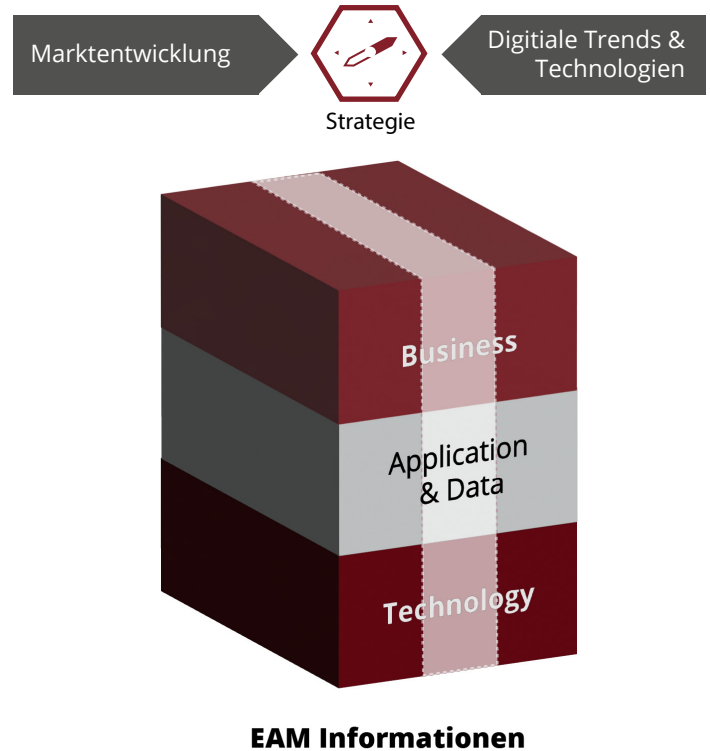 Marktentwicklung
Digitiale Trends &
Technologien
Strategie
Business
Application
& Data
Technology
EAM Informationen